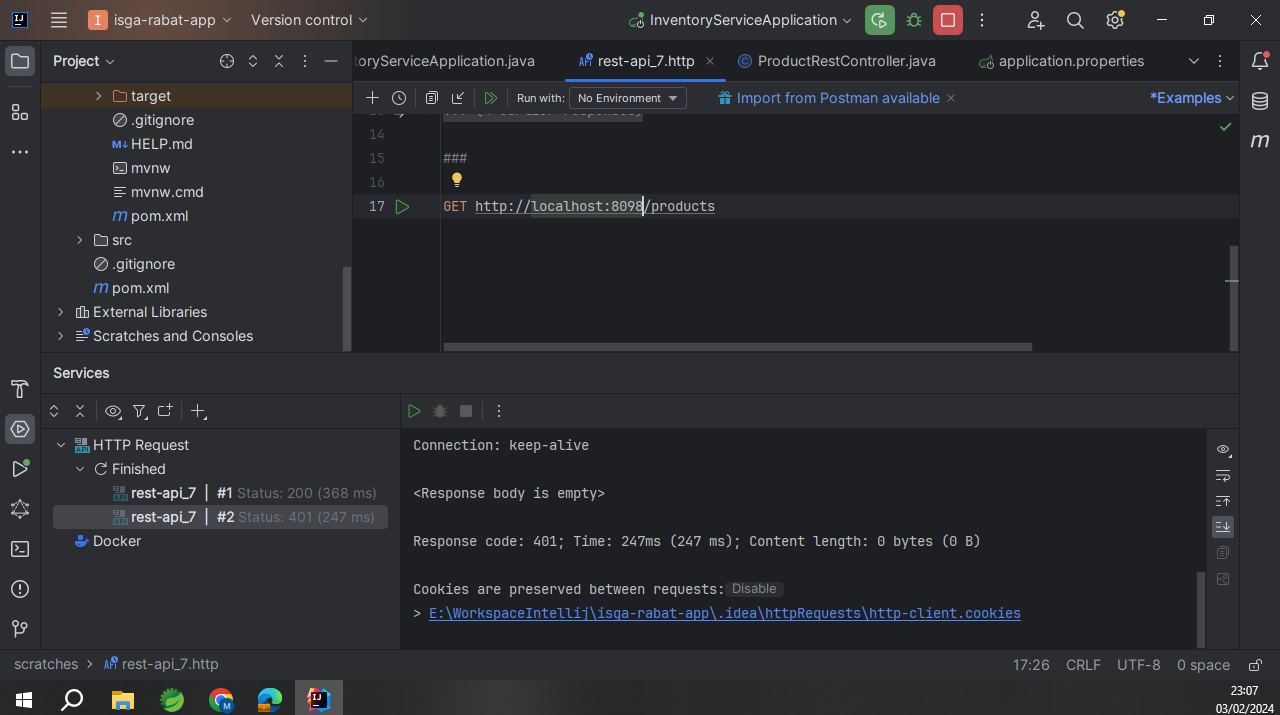 isga-rabat-app
Version control
InventoryServiceApplication
Project
toryServiceApplication.java
rest-api_7.http
ProductRestController.java
application.properties
target
Run with:
No Environment
Import from Postman available
*Examples
.gitignore
14
HELP.md
15
###
mvnw
16
mvnw.cmd
17
GET http://localhost:8098/products
pom.xml
src
.gitignore
pom.xml
External Libraries
Scratches and Consoles
Services
HTTP Request
Finished
rest-api_7 | #1 Status: 200 (368 ms)
rest-api_7 | #2 Status: 401 (247 ms)
Docker
Connection: keep-alive
<Response body is empty>
Response code: 401; Time: 247ms (247 ms); Content length: 0 bytes (0 B)
Cookies are preserved between requests: Disable
> E:\WorkspaceIntellij\isga-rabat-app\.idea\httpRequests\http-client.cookies
scratches > rest-api_7.http
17:26
CRLF
UTF-8
0 space
23:07
03/02/2024